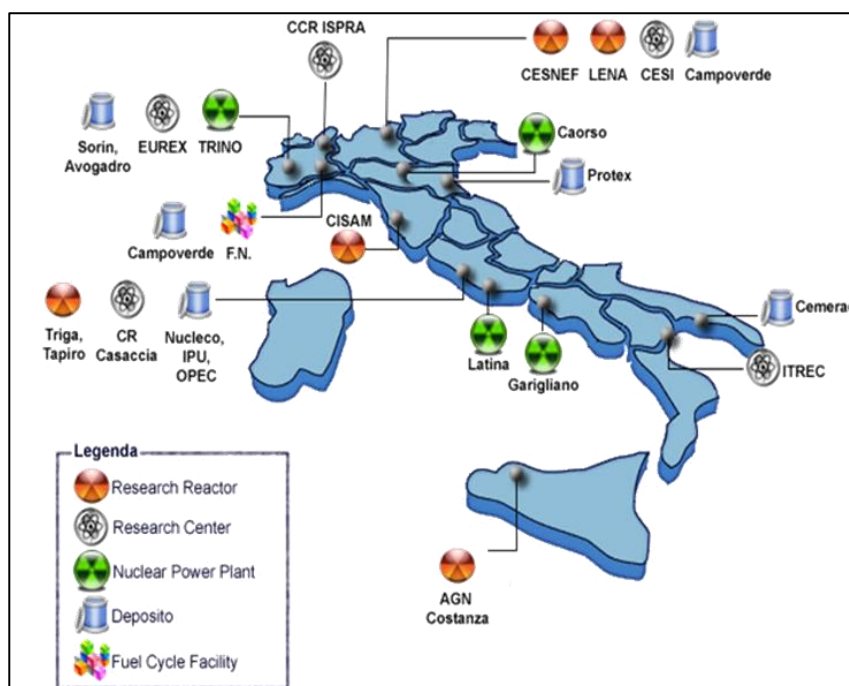 CCR ISPRA
CESNEF LENA CESI Campoverde
Sorin,
Avogadro
EUREX TRINO
Caorso
Protex
Campoverde F.N.
CISAM
Triga,
Tapiro
CR
Casaccia
Nucleco,
IPU,
OPEC
Latina
Garigliano
Cemerad
ITREC
AGN
Costanza
Legenda
Research Reactor
Research Center
Nuclear Power Plant
Deposito
Fuel Cycle Facility